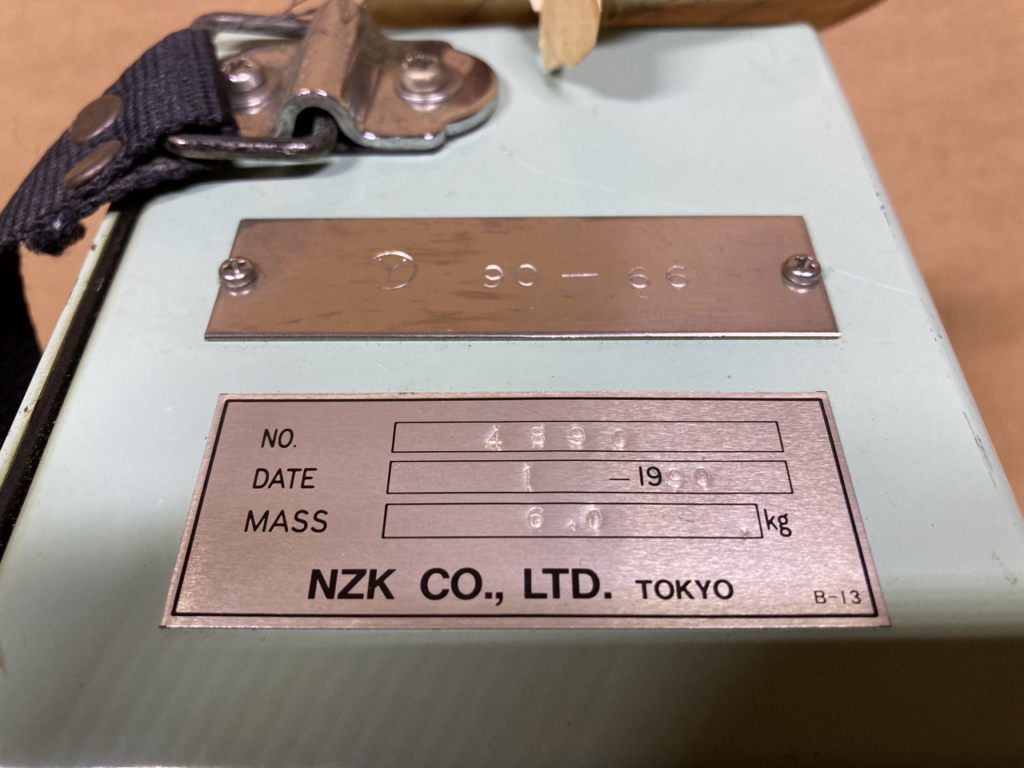 Ⓨ 90-66
NO. 4890
DATE 1 -1990
MASS 6.0 kg
NZK CO., LTD. TOKYO
B-13